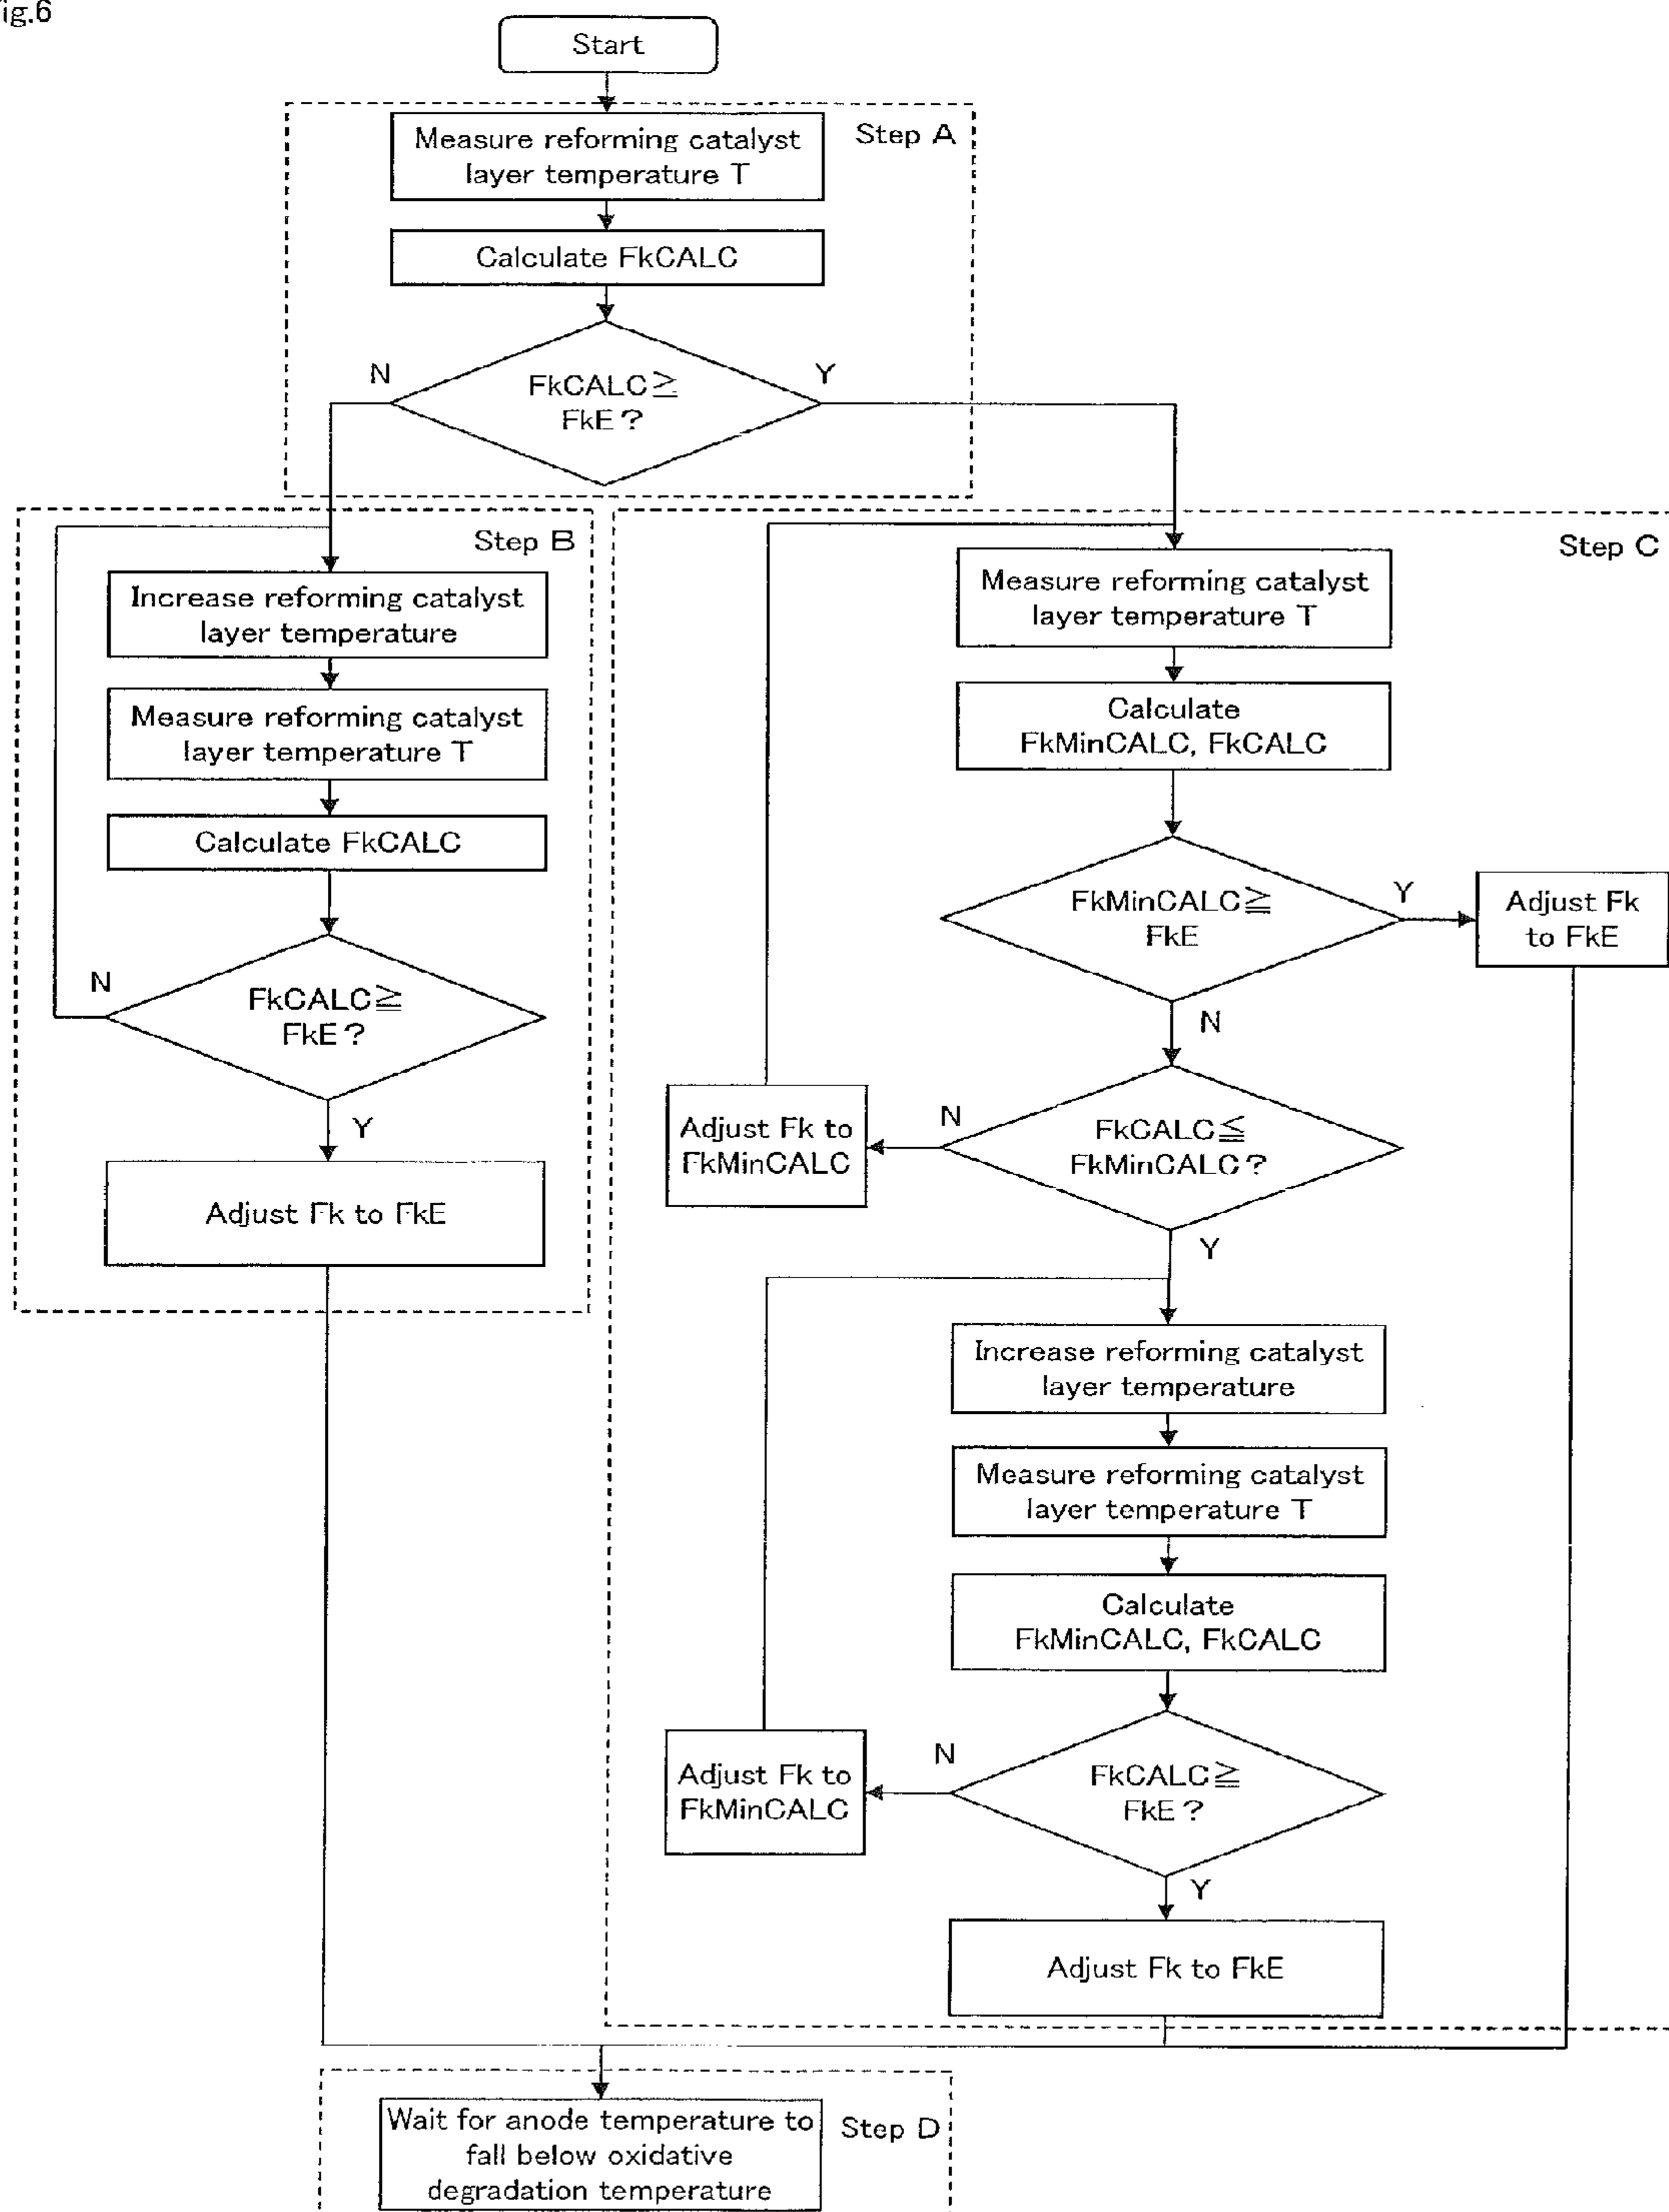 ig.6
Start
Step A
Measure reforming catalyst
layer temperature T
Calculate FkCALC
N
Y
FkCALC≧
FkE?
Step B
Increase reforming catalyst
layer temperature
Measure reforming catalyst
layer temperature T
Calculate FkCALC
N
FkCALC≧
FkE?
Y
Adjust Fk to FkE
Step C
Measure reforming catalyst
layer temperature T
Calculate
FkMinCALC, FkCALC
FkMinCALC≧
FkE
Y
Adjust Fk
to FkE
N
FkCALC≦
FkMinCALC?
N
Adjust Fk to
FkMinCALC
Y
Increase reforming catalyst
layer temperature
Measure reforming catalyst
layer temperature T
Calculate
FkMinCALC, FkCALC
FkCALC≧
FkE?
N
Adjust Fk to
FkMinCALC
Y
Adjust Fk to FkE
Step D
Wait for anode temperature to
fall below oxidative
degradation temperature